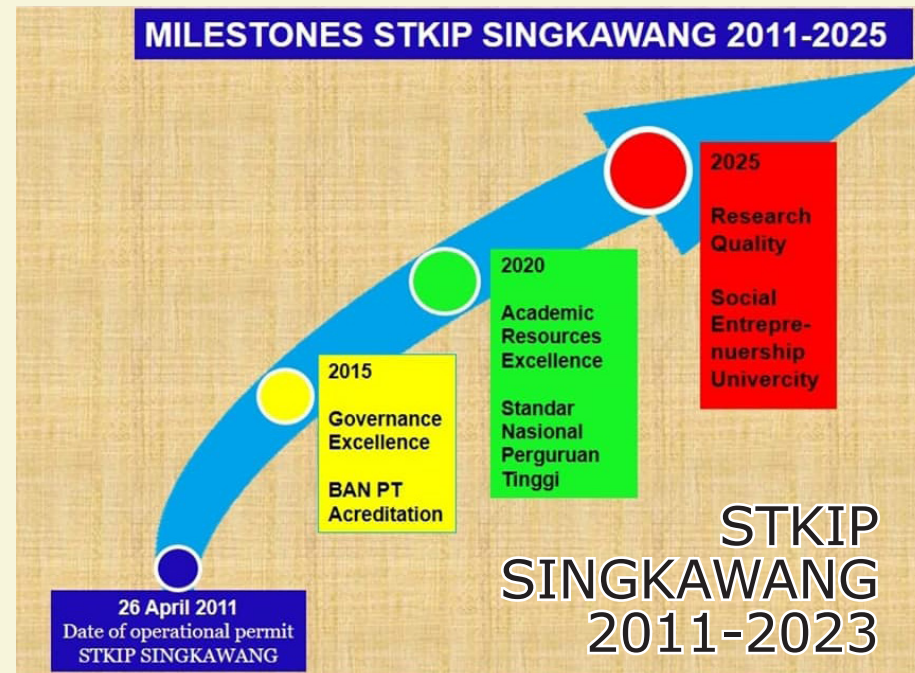 MILESTONES STKIP SINGKAWANG 2011-2025
2025
Research
Quality
Social
Entrepre-
nuership
Univercity
2020
Academic
Resources
Excellence
Standar
Nasional
Perguruan
Tinggi
2015
Governance
Excellence
BAN PT
Acreditation
26 April 2011
Date of operational permit
STKIP SINGKAWANG
STKIP
SINGKAWANG
2011-2023